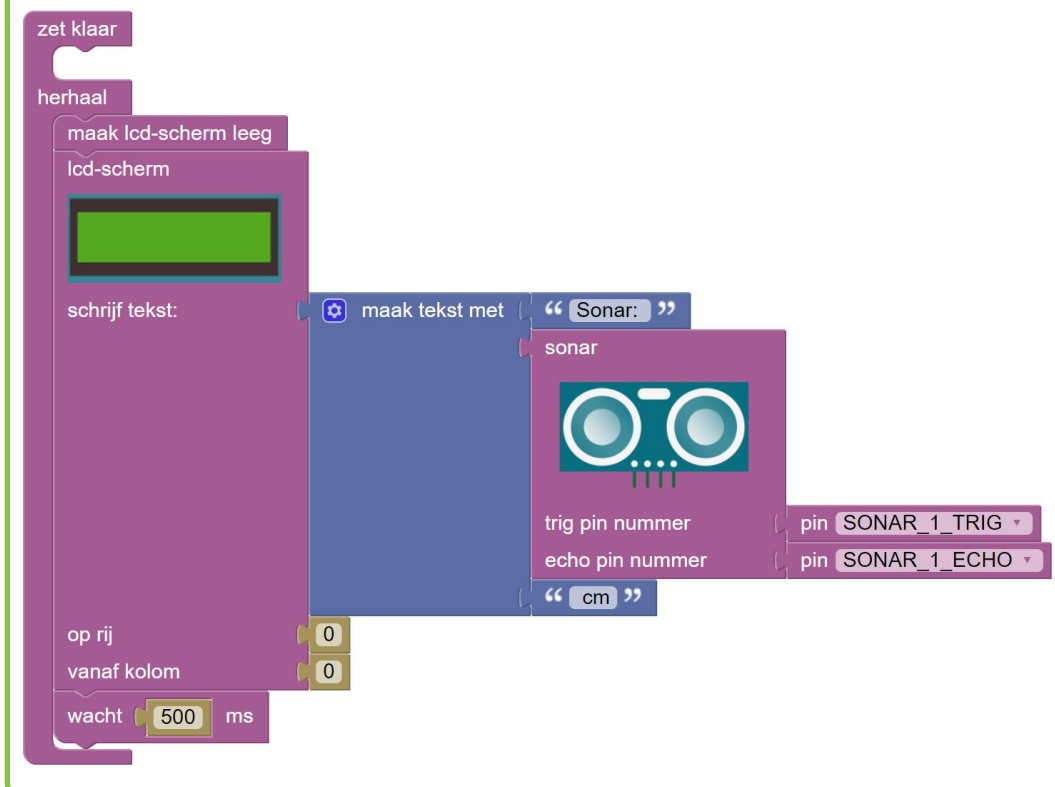 zet klaar
herhaal
maak lcd-scherm leeg
lcd-scherm
schrijf tekst: maak tekst met “ Sonar: ”
sonar
trig pin nummer pin SONAR_1_TRIG
echo pin nummer pin SONAR_1_ECHO
“ cm ”
op rij 0
vanaf kolom 0
wacht 500 ms